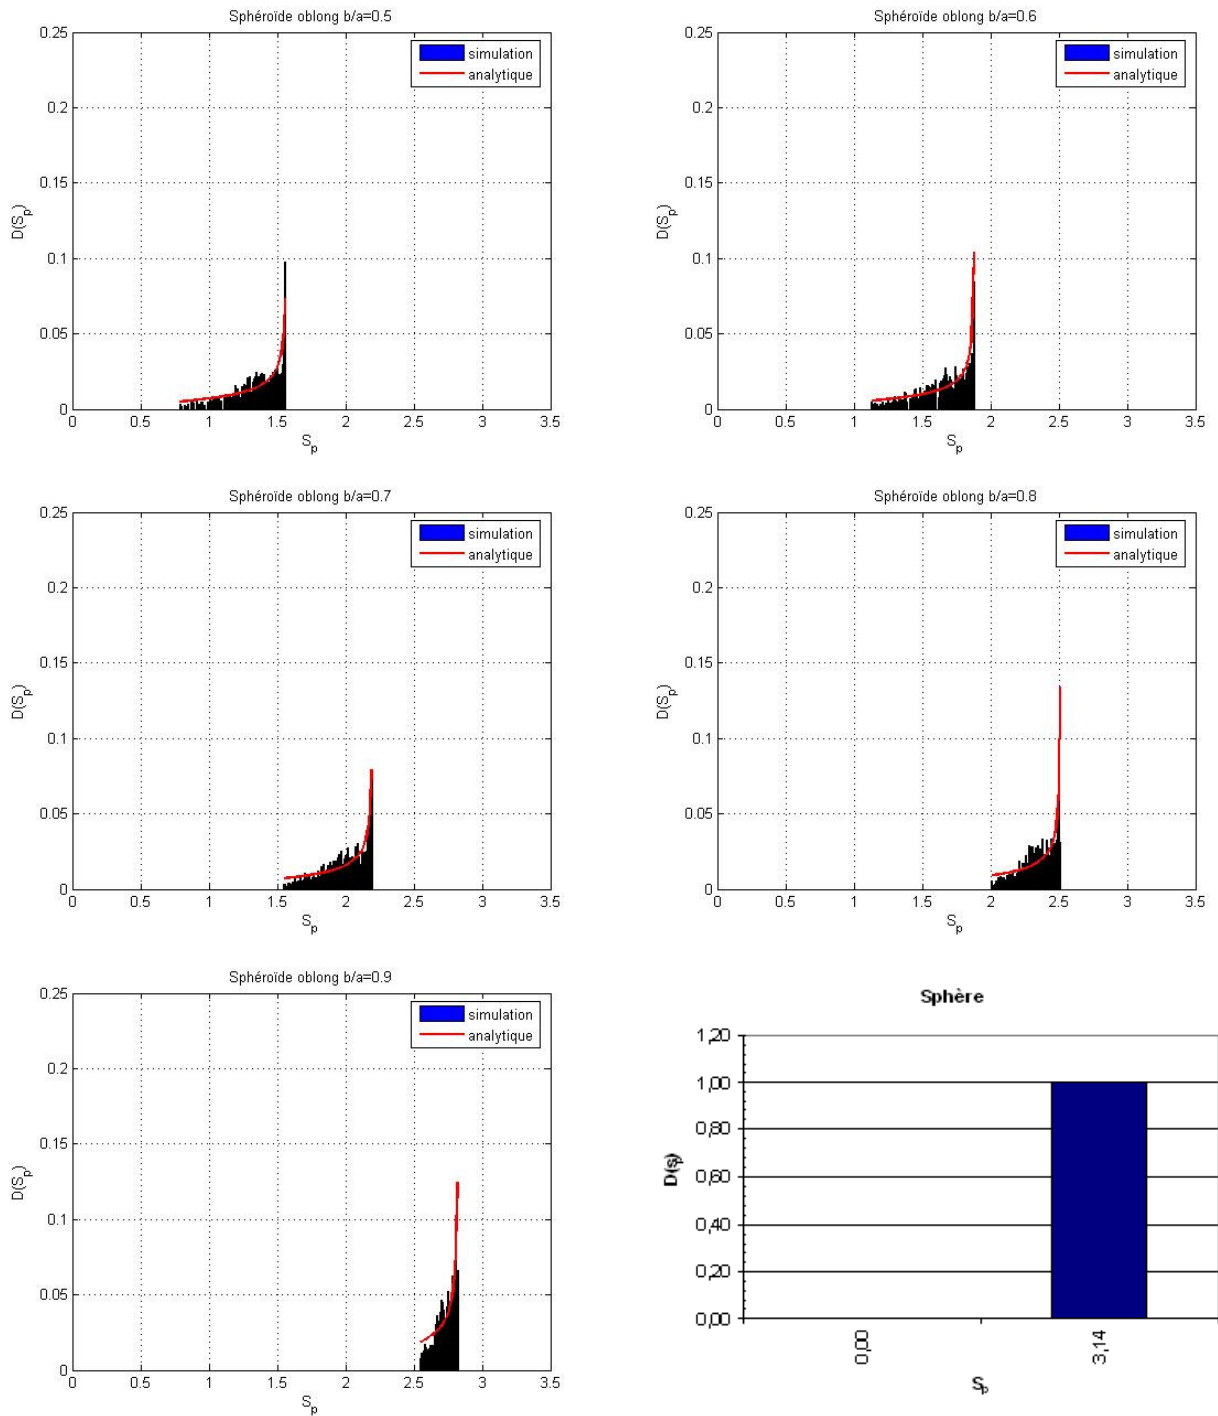 Sphéroïde oblong b/a=0.5
0.25
0.2
0.15
0.1
0.05
0
D(Sp)
simulation
analytique
0 0.5 1 1.5 2 2.5 3 3.5
Sp
Sphéroïde oblong b/a=0.6
0.25
0.2
0.15
0.1
0.05
0
D(Sp)
simulation
analytique
0 0.5 1 1.5 2 2.5 3 3.5
Sp
Sphéroïde oblong b/a=0.7
0.25
0.2
0.15
0.1
0.05
0
D(Sp)
simulation
analytique
0 0.5 1 1.5 2 2.5 3 3.5
Sp
Sphéroïde oblong b/a=0.8
0.25
0.2
0.15
0.1
0.05
0
D(Sp)
simulation
analytique
0 0.5 1 1.5 2 2.5 3 3.5
Sp
Sphéroïde oblong b/a=0.9
0.25
0.2
0.15
0.1
0.05
0
D(Sp)
simulation
analytique
0 0.5 1 1.5 2 2.5 3 3.5
Sp
Sphère
1,20
1,00
0,80
0,60
0,40
0,20
0,00
D(sp)
0,00 3,14
Sp